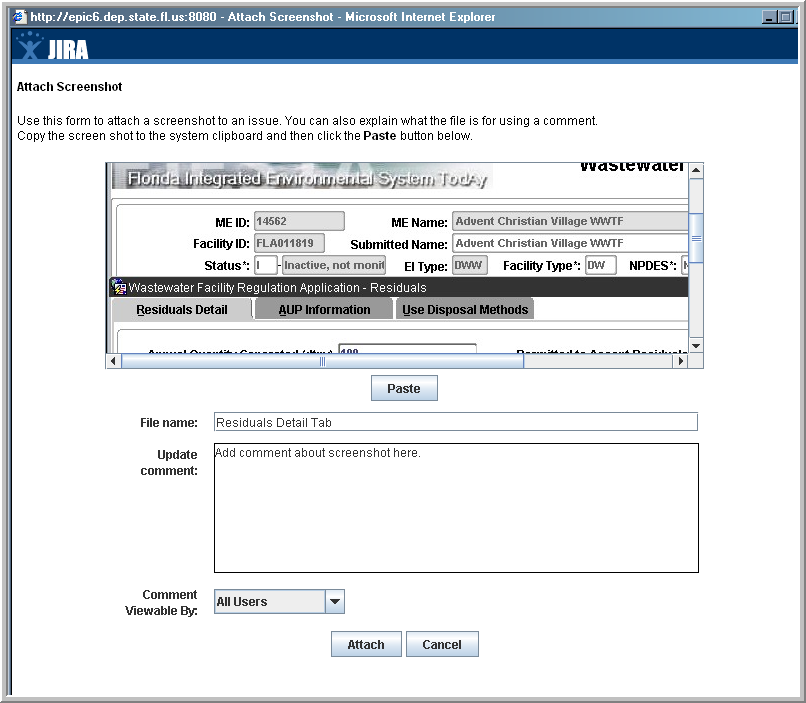 http://epic6.dep.state.fl.us:8080 - Attach Screenshot - Microsoft Internet Explorer
JIRA
Attach Screenshot
Use this form to attach a screenshot to an issue. You can also explain what the file is for using a comment.
Copy the screen shot to the system clipboard and then click the Paste button below.
Wastewater
Florida Integrated Environmental System TodAy
ME ID: 14562 ME Name: Advent Christian Village WWTF
Facility ID: FLA011819 Submitted Name: Advent Christian Village WWTF
Status*: I - Inactive, not monit EI Type: DWW Facility Type*: DW NPDES*:
Wastewater Facility Regulation Application - Residuals
Residuals Detail AUP Information Use Disposal Methods
Annual Quantity Generated 100 Permitted to Accept Residuals
Paste
File name: Residuals Detail Tab
Update comment: Add comment about screenshot here.
Comment Viewable By: All Users
Attach Cancel